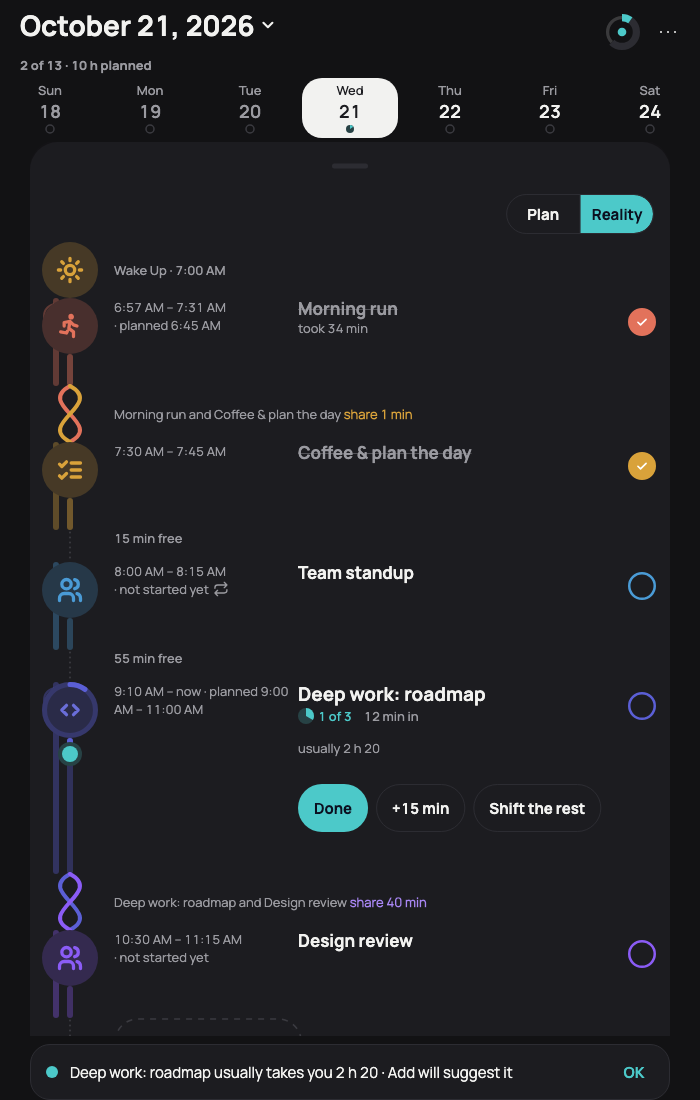 October 21, 2026
2 of 13 · 10 h planned
Sun Mon Tue Wed Thu Fri Sat
18 19 20 21 22 23 24
Plan Reality
Wake Up · 7:00 AM
6:57 AM – 7:31 AM
· planned 6:45 AM
Morning run
took 34 min
Morning run and Coffee & plan the day share 1 min
7:30 AM – 7:45 AM
Coffee & plan the day
15 min free
8:00 AM – 8:15 AM
· not started yet
Team standup
55 min free
9:10 AM – now · planned 9:00
AM – 11:00 AM
Deep work: roadmap
1 of 3 12 min in
usually 2 h 20
Done +15 min Shift the rest
Deep work: roadmap and Design review share 40 min
10:30 AM – 11:15 AM
· not started yet
Design review
Deep work: roadmap usually takes you 2 h 20 · Add will suggest it OK